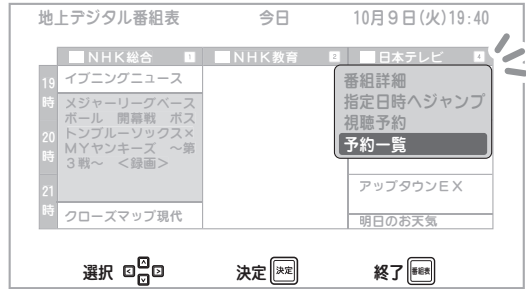 地上デジタル番組表 今日 10月9日(火)19:40
NHK総合 1 NHK教育 2 日本テレビ 4
19時
20時
21時
イブニングニュース
メジャーリーグベース
ボール 開幕戦 ボス
トンブルーソックス×
MYヤンキーズ ～第
3戦～ <録画>
クローズマップ現代
番組詳細
指定日時へジャンプ
視聴予約
予約一覧
アップタウンEX
明日のお天気
選択 決定 決定 終了 番組表